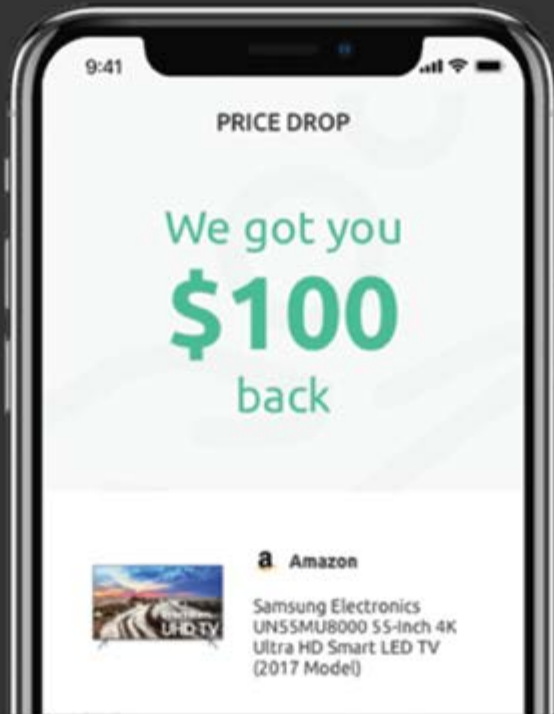 9:41
PRICE DROP
We got you
$100
back
a Amazon
UHD TV
Samsung Electronics
UN55MU8000 55-Inch 4K
Ultra HD Smart LED TV
(2017 Model)